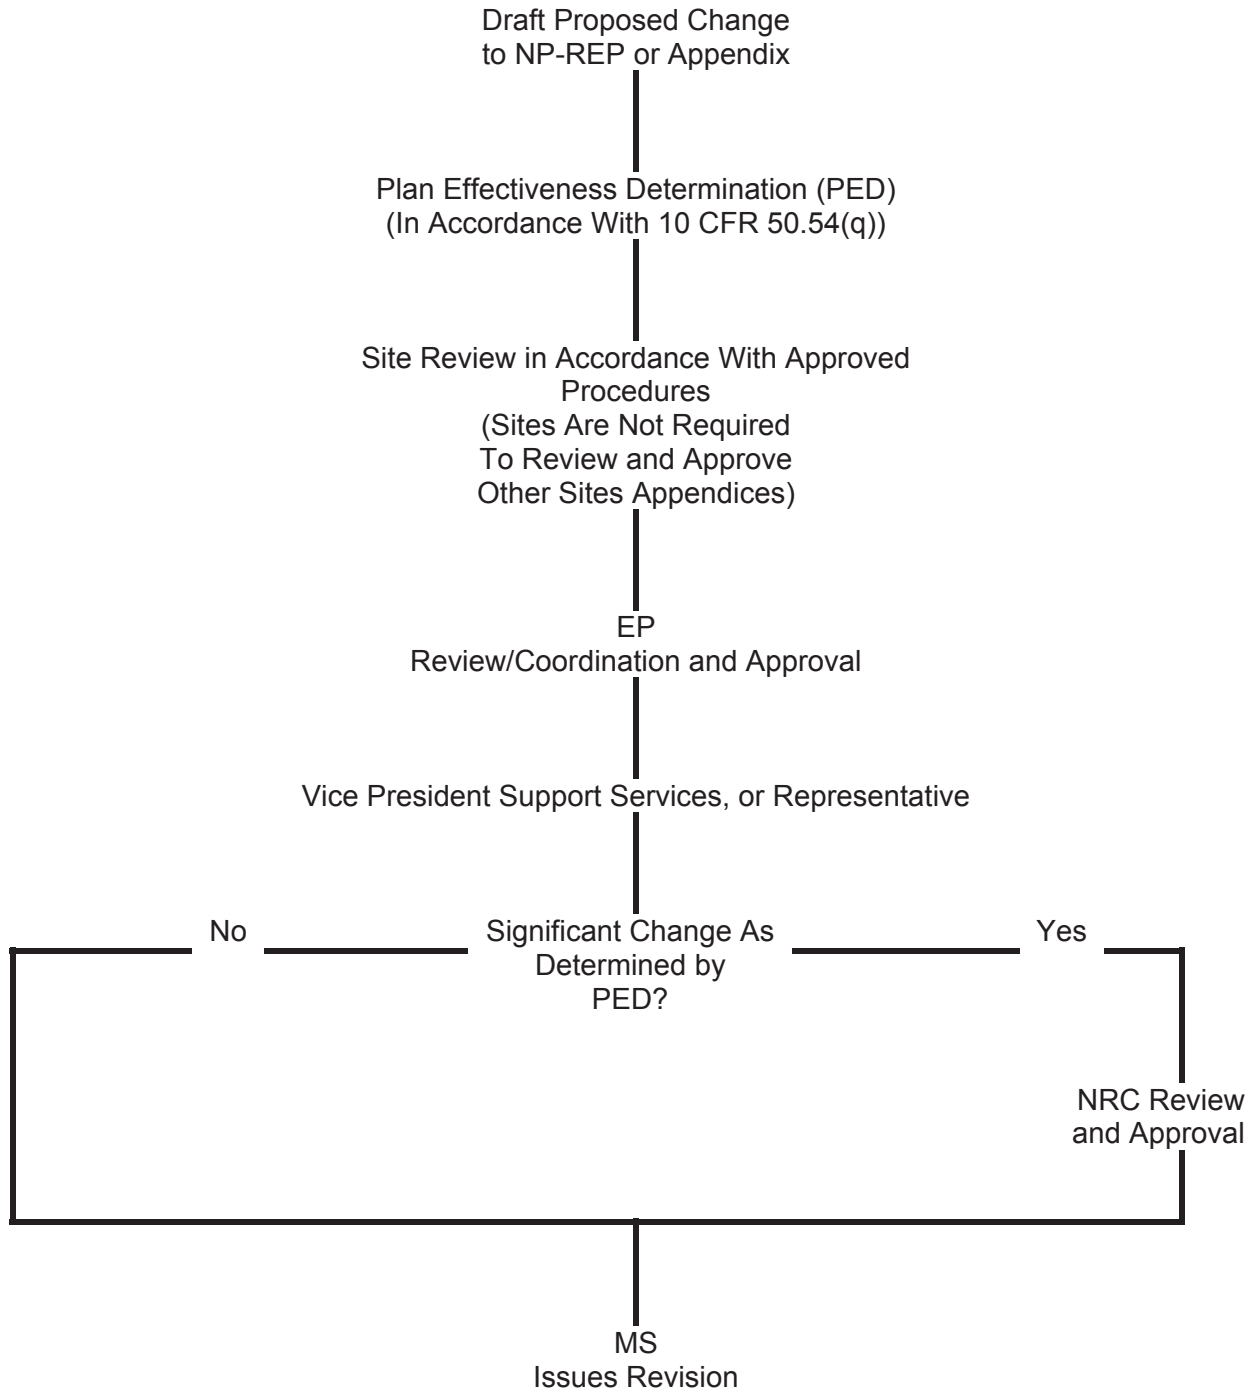 Draft Proposed Change
to NP-REP or Appendix
Plan Effectiveness Determination (PED)
(In Accordance With 10 CFR 50.54(q))
Site Review in Accordance With Approved
Procedures
(Sites Are Not Required
To Review and Approve
Other Sites Appendices)
EP
Review/Coordination and Approval
Vice President Support Services, or Representative
No
Significant Change As
Determined by
PED?
Yes
NRC Review
and Approval
MS
Issues Revision